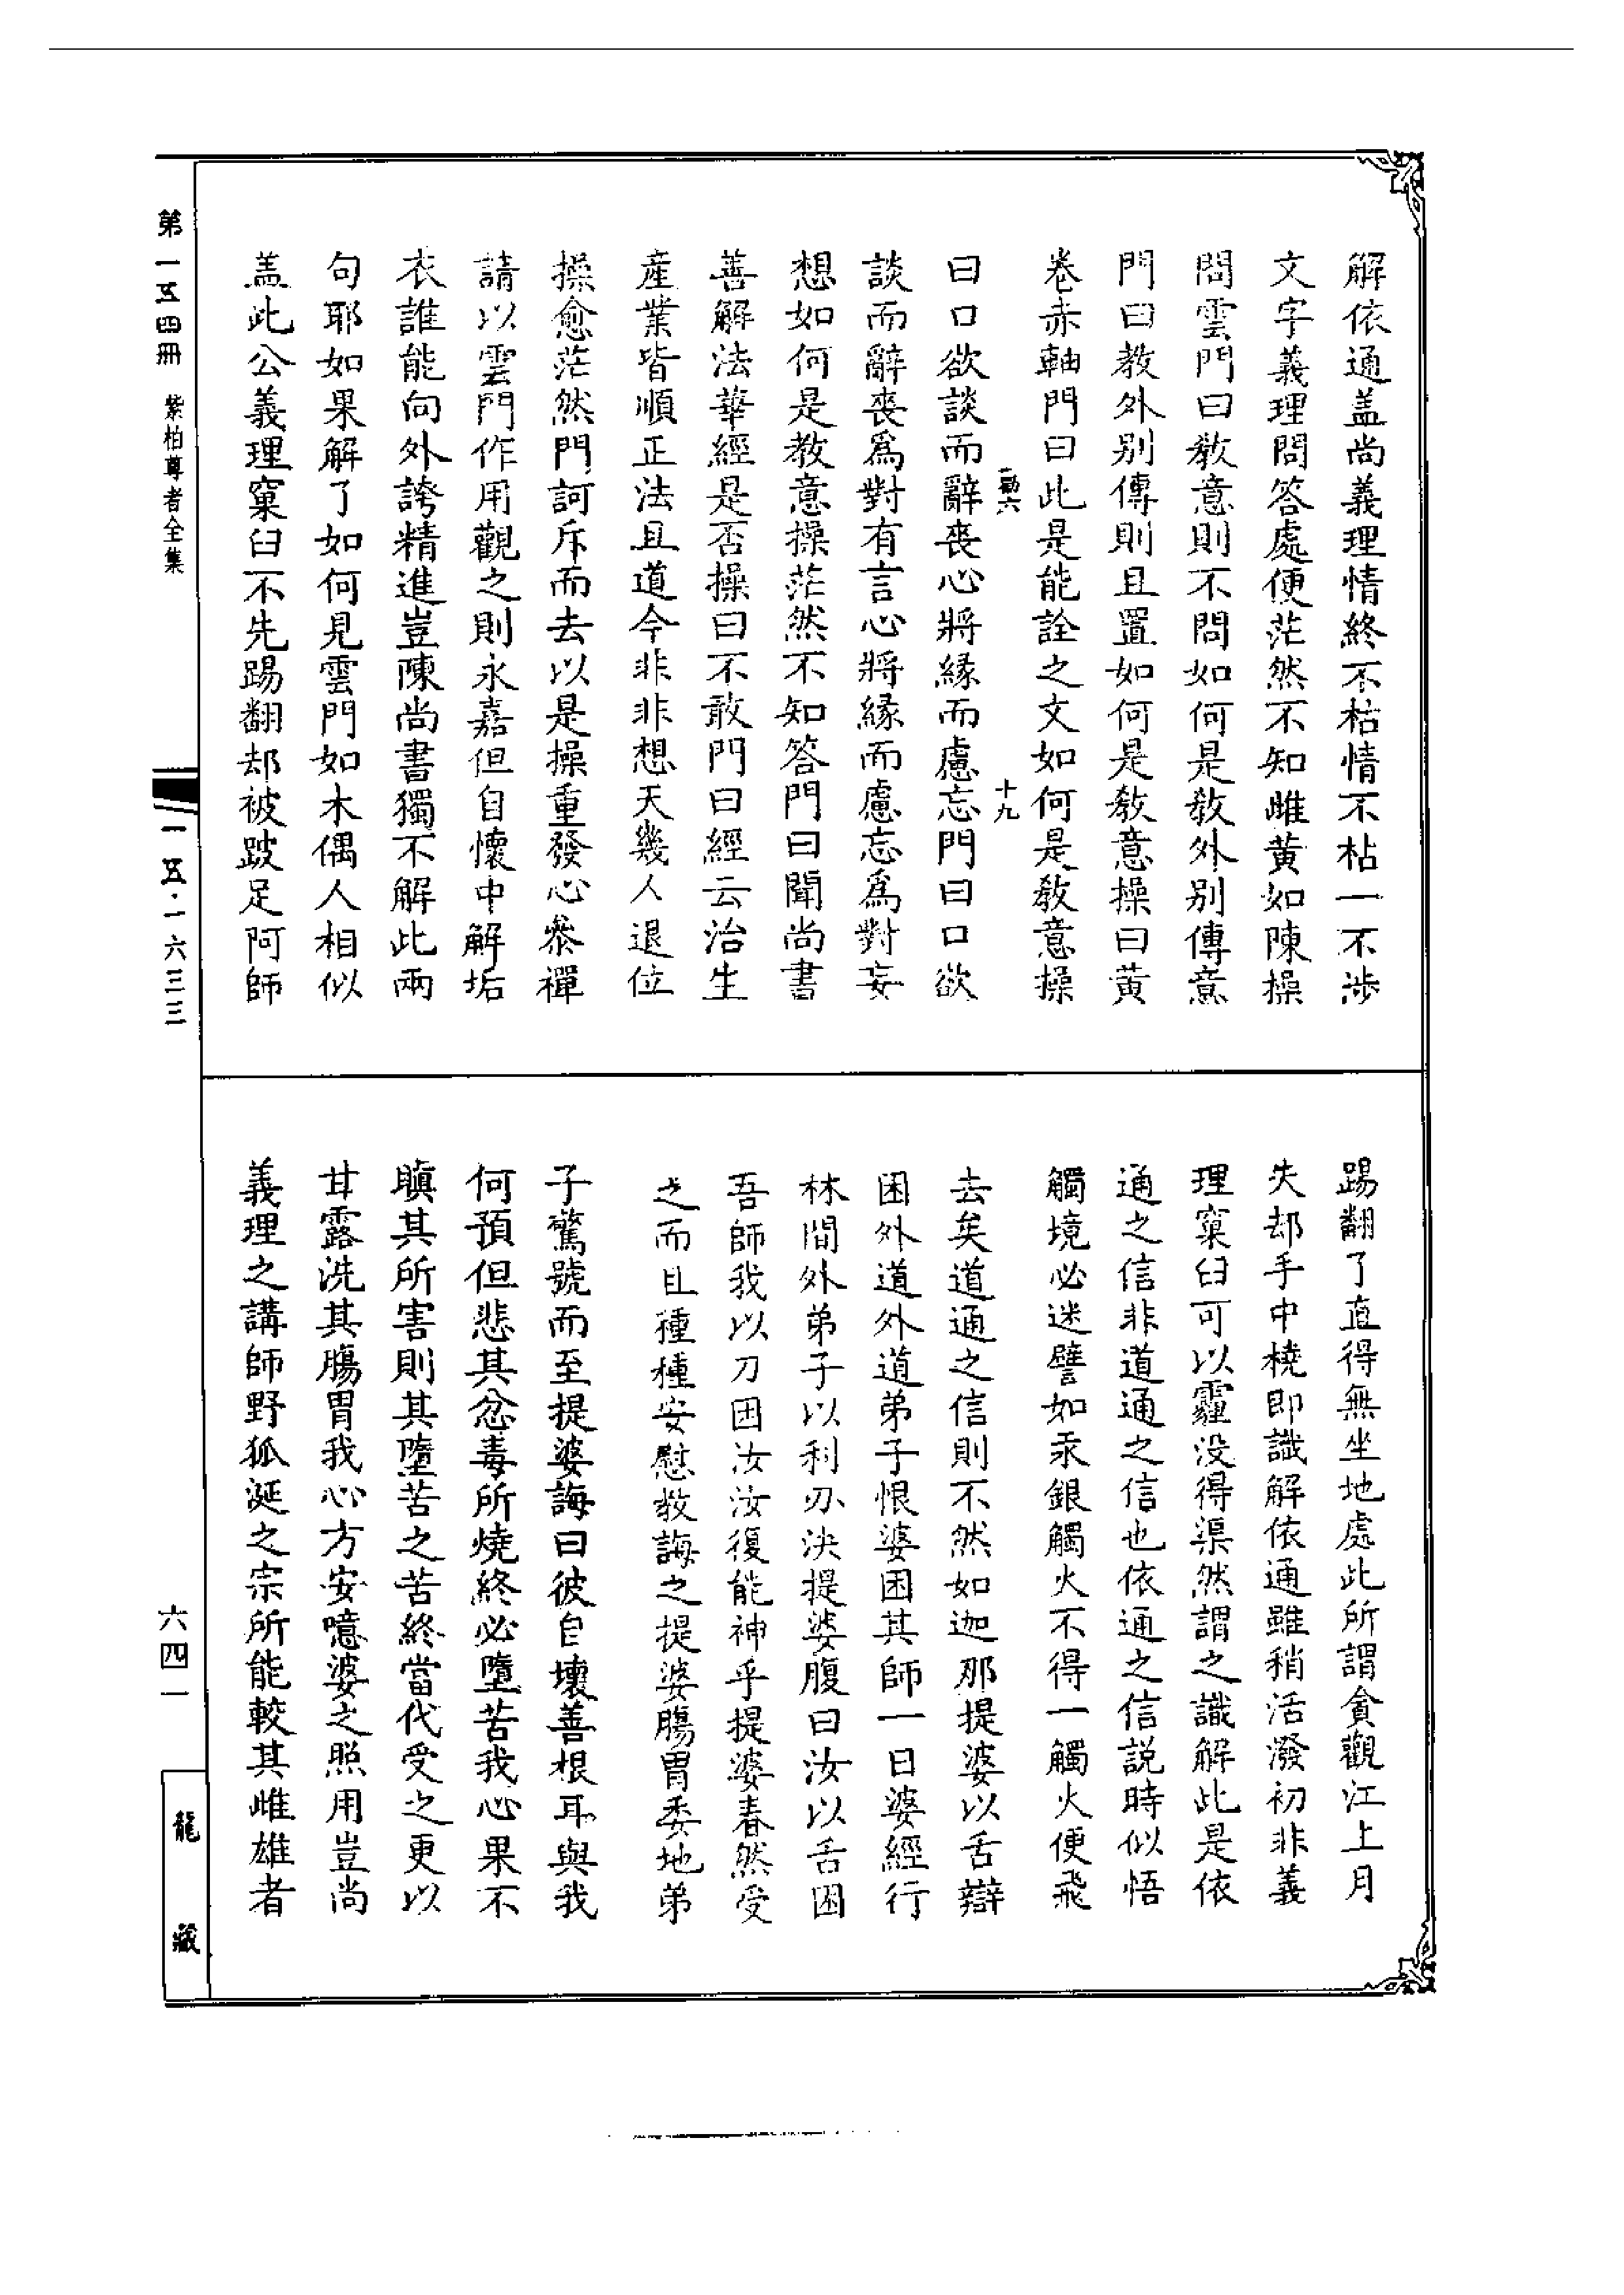 解依通盖尚義理情終不枯情不枯一不涉
文字義理問答處便茫然不知雌黄如陳操
問雲門曰教意則不問如何是教外别傳意
門曰教外别傳則且置如何是教意操曰黄
卷赤軸門曰此是能詮之文如何是教意操
勤六
十九
曰口欲談而辭喪心將緣而慮忘門曰口欲
談而辭喪爲對有言心將緣而慮忘爲對妄
想如何是教意操茫然不知答門曰聞尚書
善解法華經是否操曰不敢門曰經云治生
産業皆順正法且道今非非想天幾人退位
操愈茫然門訶斥而去以是操重發心叅禪
請以雲門作用觀之則永嘉但自懷中解垢
衣誰能向外誇精進豈陳尚書獨不解此兩
句耶如果解了如何見雲門如木偶人相似
盖此公義理窠臼不先踢翻却被跛足阿師
踢翻了直得無坐地處此所謂貪觀江上月
失却手中橈即識解依通雖稍活潑初非義
理窠臼可以霾没得渠然謂之識解此是依
通之信非道通之信也依通之信説時似悟
觸境必迷譬如汞銀觸火不得一觸火便飛
去矣道通之信則不然如迦那提婆以舌辯
困外道外道弟子恨婆困其師一日婆經行
林間外弟子以利刅決提婆腹曰汝以舌困
吾師我以刀困汝汝復能神乎提婆舂然受
之而且種種安慰教誨之提婆腸胃委地弟
子驚號而至提婆誨曰彼自壞善根耳與我
何預但悲其忿毒所燒終必墮苦我心果不
瞋其所害則其墮苦之苦終當代受之更以
甘露洗其腸胃我心方安噫婆之照用豈尚
義理之講師野狐涎之宗所能較其雌雄者
第一五四冊 紫柏尊者全集
一五·一六三三
六四一
龍藏